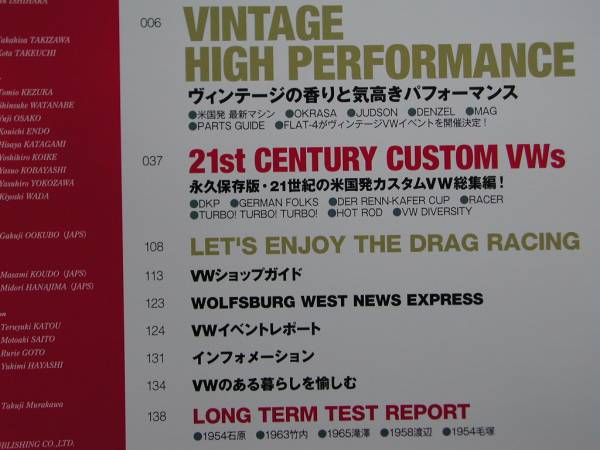 ISHIHARA
Takahisa TAKIZAWA
Kota TAKEUCHI
Tomio KEZUKA
Shinsuke WATANABE
Yuji OSAKO
Kouichi ENDO
Hisaya KATAGAMI
Yoshihiro KOIKE
Yasuo KOBAYASHI
Yasuhiro YOKOZAWA
Kiyoshi WADA
Gakuji OOKUBO (JAPS)
Masami KOUDO (JAPS)
Midori HANAJIMA (JAPS)
Teruyuki KATOU
Motoaki SAITO
Rurie GOTO
Yukimi HAYASHI
Takuji Murakawa
UBLISHING CO.,LTD.
006 VINTAGE
HIGH PERFORMANCE
ヴィンテージの香りと気高きパフォーマンス
●米国発 最新マシン ●OKRASA ●JUDSON ●DENZEL ●MAG
●PARTS GUIDE ●FLAT-4がヴィンテージVWイベントを開催決定！
037 21st CENTURY CUSTOM VWs
永久保存版・21世紀の米国発カスタムVW総集編！
●DKP ●GERMAN FOLKS ●DER RENN-KAFER CUP ●RACER
●TURBO! TURBO! TURBO! ●HOT ROD ●VW DIVERSITY
108 LET'S ENJOY THE DRAG RACING
113 VWショップガイド
123 WOLFSBURG WEST NEWS EXPRESS
124 VWイベントレポート
131 インフォメーション
134 VWのある暮らしを愉しむ
138 LONG TERM TEST REPORT
●1954石原 ●1963竹内 ●1965滝澤 ●1958渡辺 ●1954毛塚